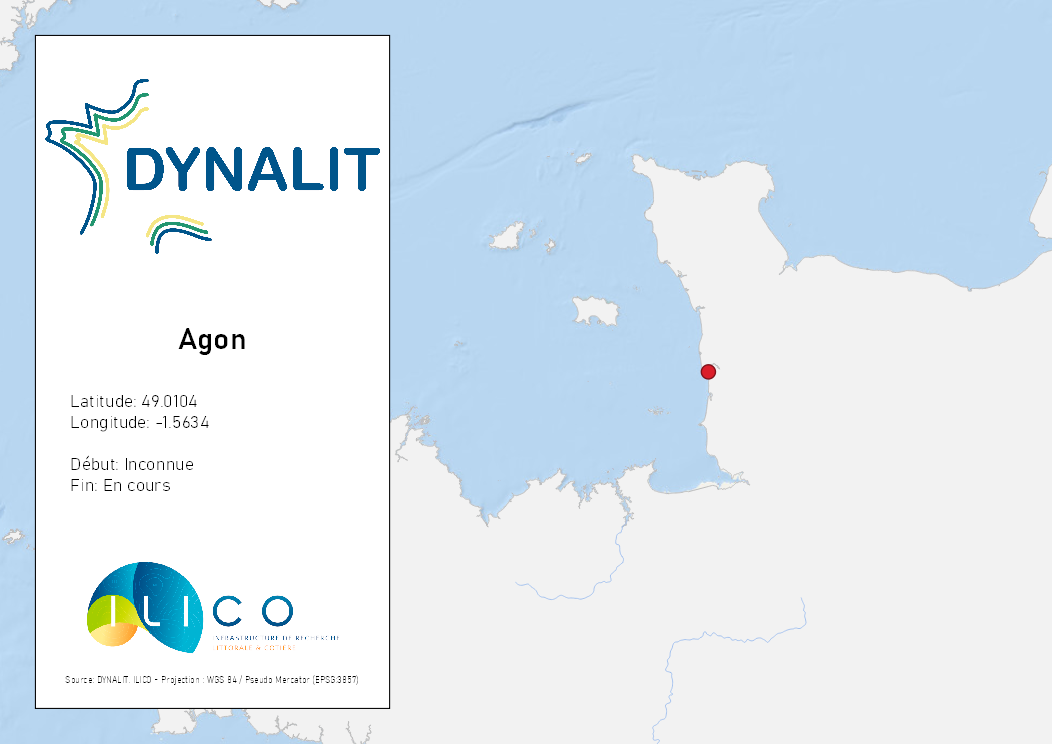 DYNALIT
Agon
Latitude: 49.0104
Longitude: -1.5634
Début: Inconnue
Fin: En cours
ILICO
INFRASTRUCTURE DE RECHERCHE
LITTORALE & COTIERE
Source: DYNALIT, ILICO - Projection : WGS 84 / Pseudo Mercator (EPSG:3857)